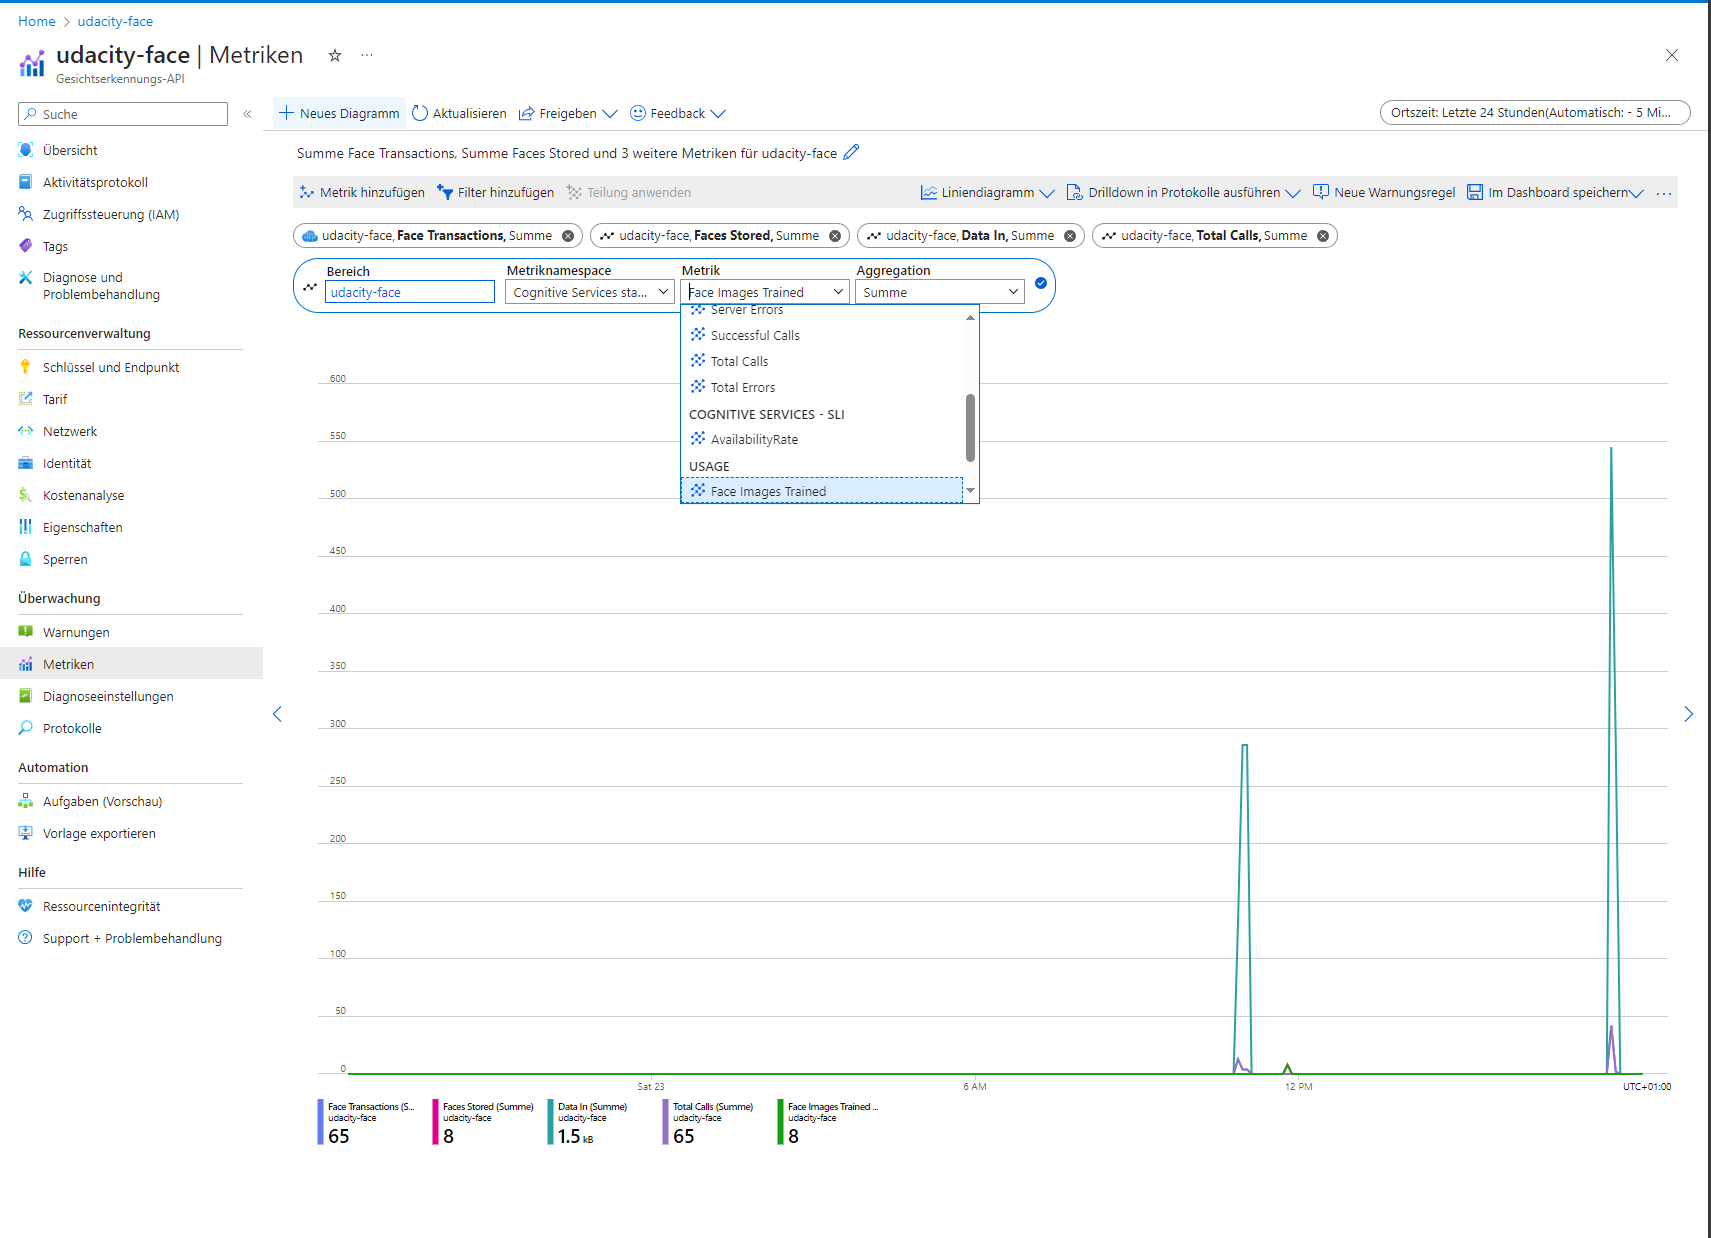 Home > udacity-face
udacity-face | Metriken
Gesichtserkennungs-API
Suche
«
Übersicht
Aktivitätsprotokoll
Zugriffssteuerung (IAM)
Tags
Diagnose und
Problembehandlung
Ressourcenverwaltung
Schlüssel und Endpunkt
Tarif
Netzwerk
Identität
Kostenanalyse
Eigenschaften
Sperren
Überwachung
Warnungen
Metriken
Diagnoseeinstellungen
Protokolle
Automation
Aufgaben (Vorschau)
Vorlage exportieren
Hilfe
Ressourcenintegrität
Support + Problembehandlung
Neues Diagramm Aktualisieren Freigeben Feedback
Ortszeit: Letzte 24 Stunden(Automatisch: - 5 Mi...
Summe Face Transactions, Summe Faces Stored und 3 weitere Metriken für udacity-face
Metrik hinzufügen Filter hinzufügen Teilung anwenden Liniendiagramm Drilldown in Protokolle ausführen Neue Warnungsregel Im Dashboard speichern ...
udacity-face, Face Transactions, Summe udacity-face, Faces Stored, Summe udacity-face, Data In, Summe udacity-face, Total Calls, Summe
Bereich Metriknamespace Metrik Aggregation
udacity-face Cognitive Services sta... Face Images Trained Summe
Server Errors
Successful Calls
Total Calls
Total Errors
COGNITIVE SERVICES - SLI
AvailabilityRate
USAGE
Face Images Trained
600
550
500
450
400
350
300
250
200
150
100
50
0
Sat 23 6 AM 12 PM UTC+01:00
Face Transactions (S...
udacity-face
65
Faces Stored (Summe)
udacity-face
8
Data In (Summe)
udacity-face
1.5 kB
Total Calls (Summe)
udacity-face
65
Face Images Trained ...
udacity-face
8